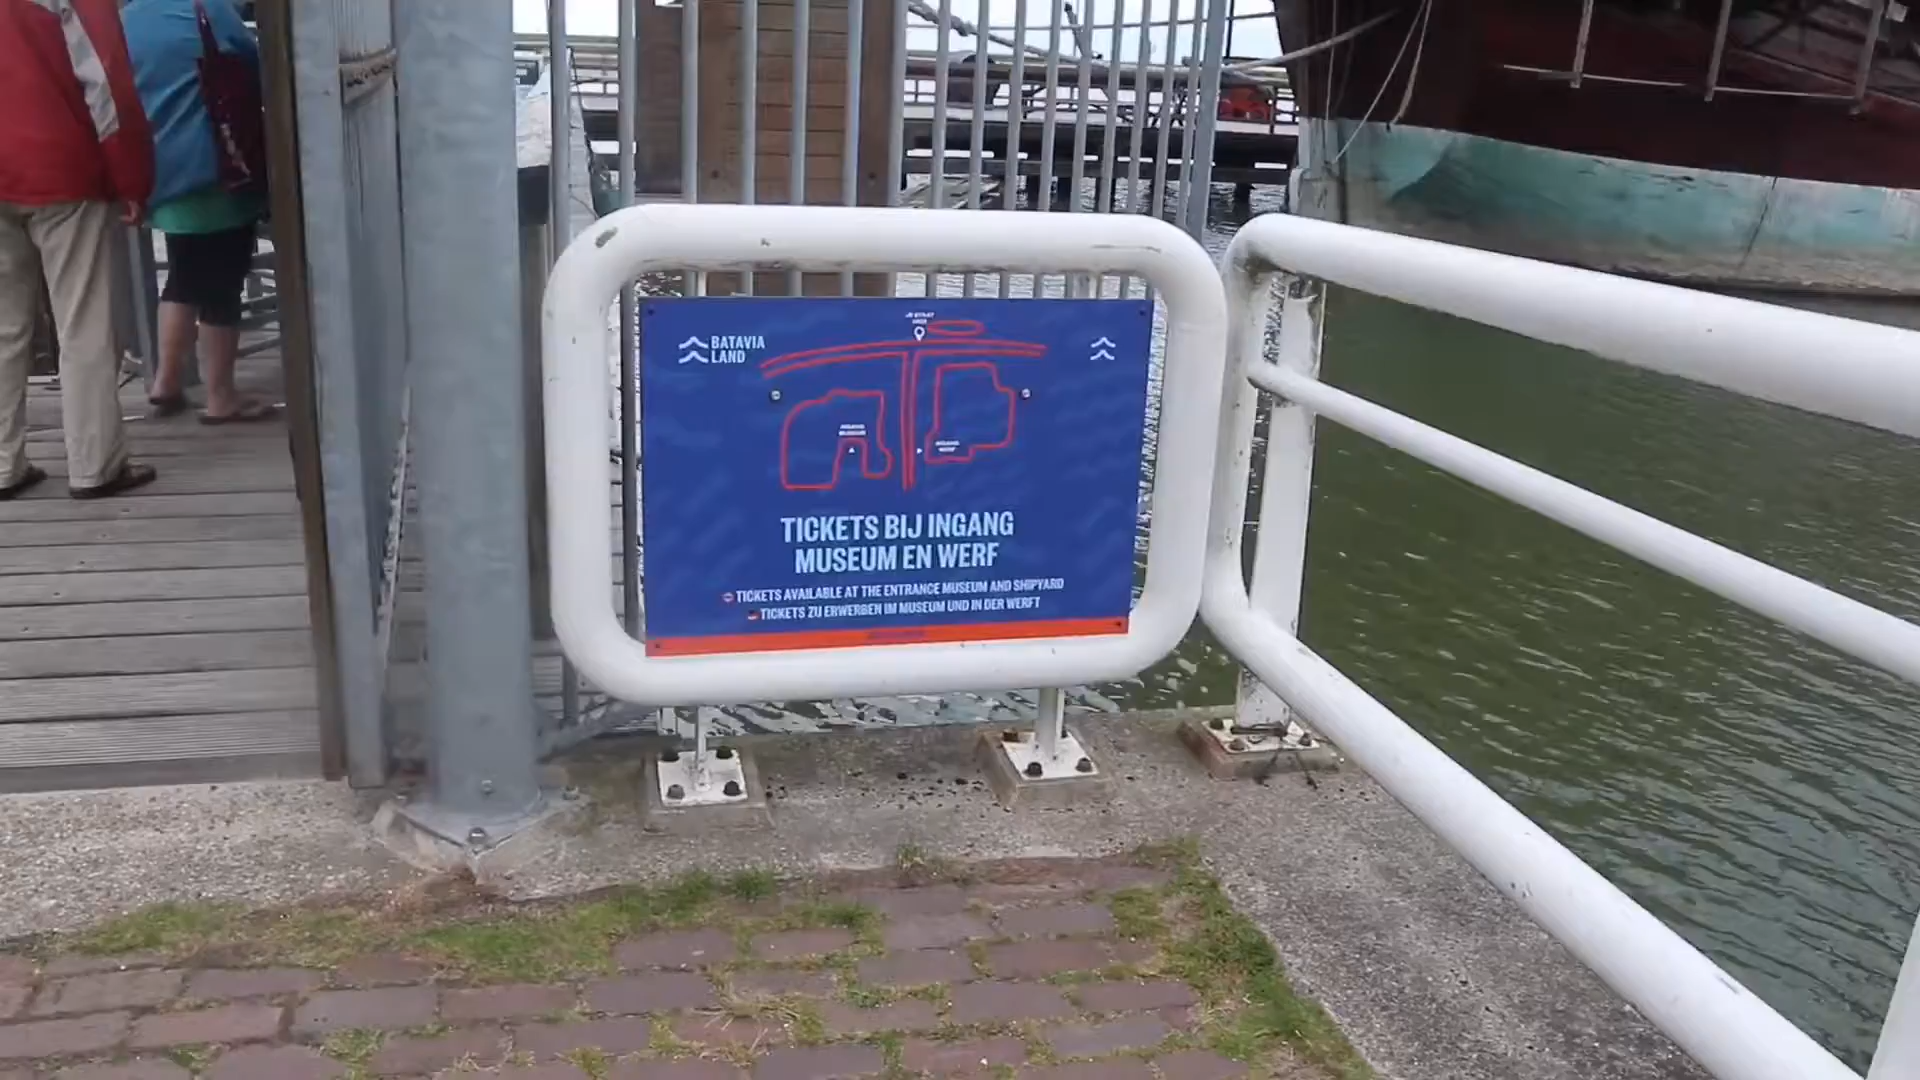 BATAVIA
LAND
TICKETS BIJ INGANG
MUSEUM EN WERF
TICKETS AVAILABLE AT THE ENTRANCE MUSEUM AND SHIPYARD
TICKETS ZU ERWERBEN IM MUSEUM UND IN DER WERFT